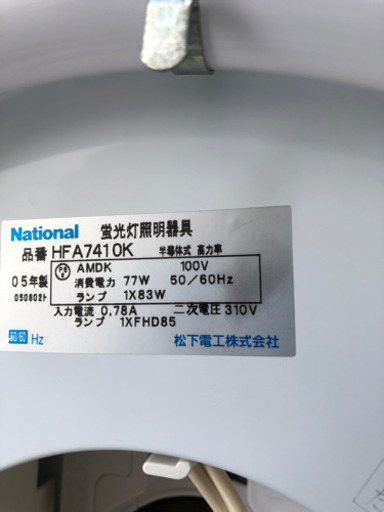 National 蛍光灯照明器具
品番 HFA7410K 半導体式 高力率
05年製
050802ﾄ
AMDK 100V
消費電力 77W 50/60Hz
ランプ 1X83W
入力電流 0.78A 二次電圧 310V
ランプ 1XFHD85
50/60 Hz
松下電工株式会社